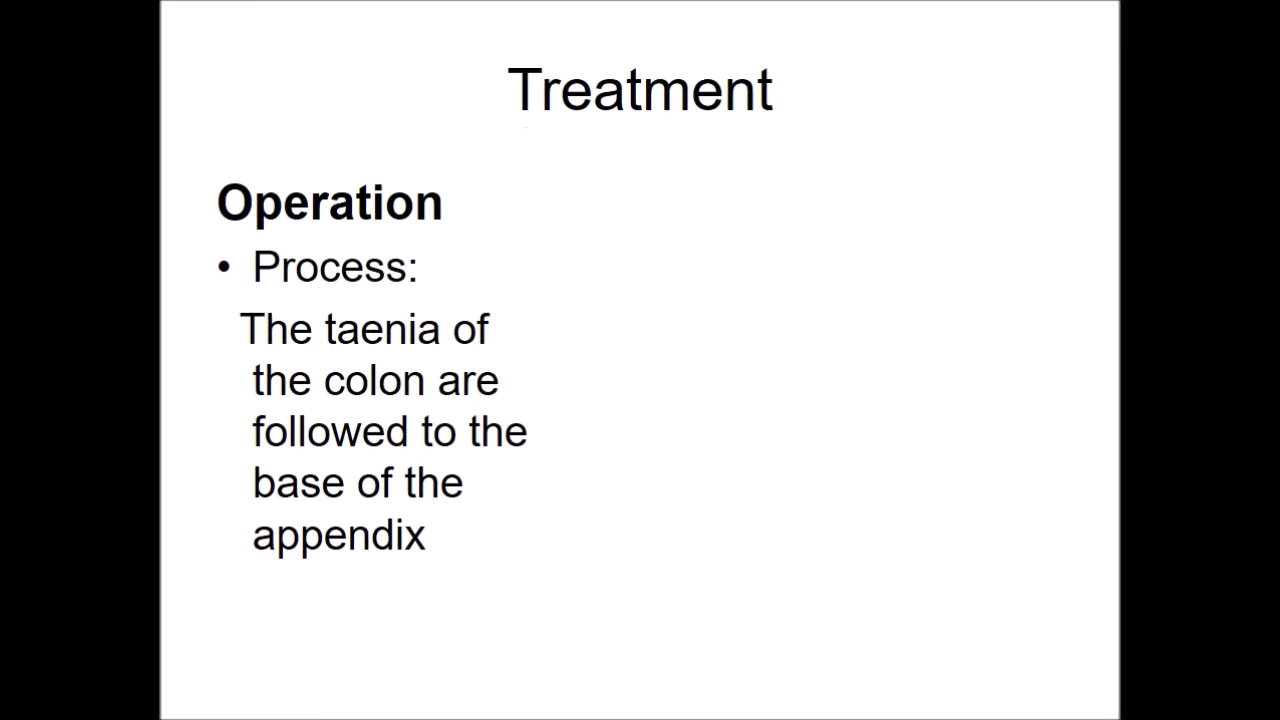 Treatment
Operation
• Process:
The taenia of
the colon are
followed to the
base of the
appendix